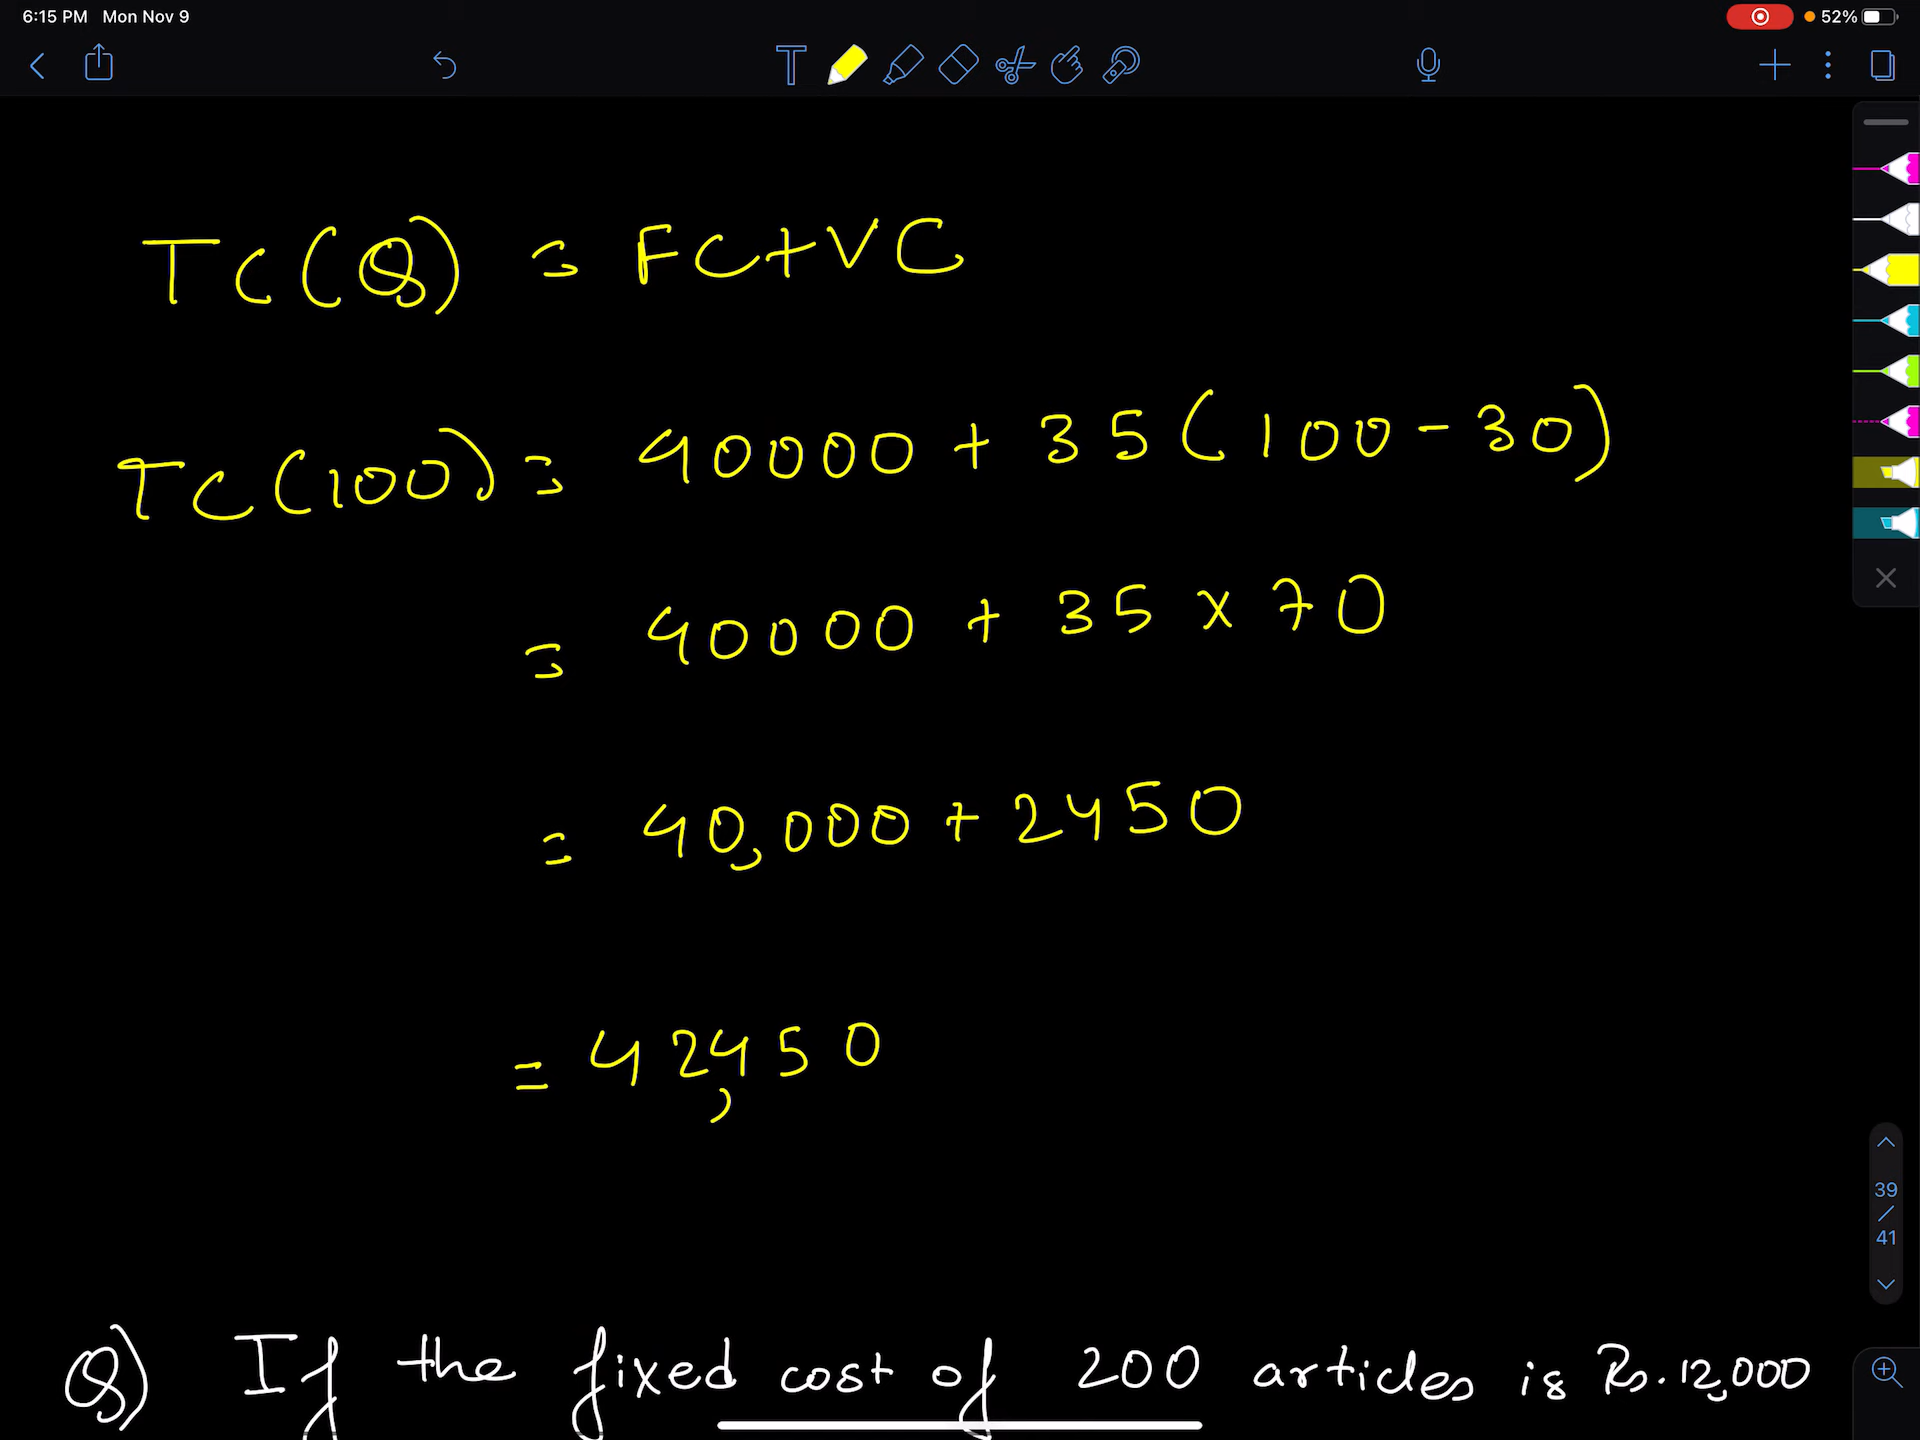 6:15 PM Mon Nov 9
52%
TC(Q) = FC+VC
TC(100) = 40000 + 35(100-30)
= 40000 + 35 x 70
= 40,000 + 2450
= 42,450
39
/
41
Q) If the fixed cost of 200 articles is Rs. 12,000